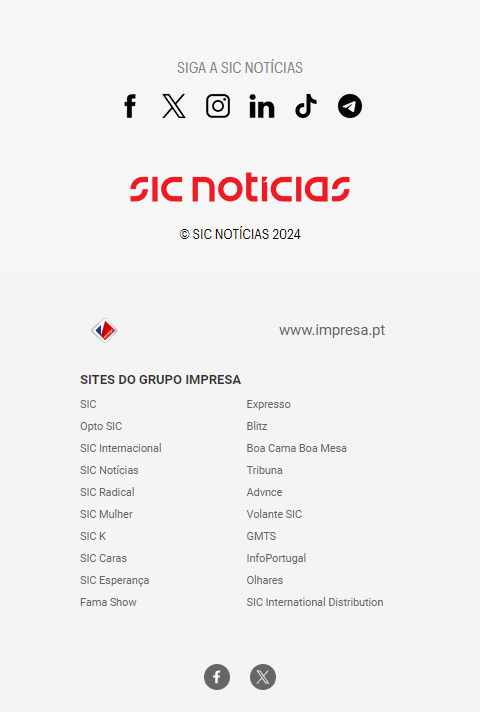 SIGA A SIC NOTÍCIAS
sic notícias
© SIC NOTÍCIAS 2024
www.impresa.pt
SITES DO GRUPO IMPRESA
SIC
Opto SIC
SIC Internacional
SIC Notícias
SIC Radical
SIC Mulher
SIC K
SIC Caras
SIC Esperança
Fama Show
Expresso
Blitz
Boa Cama Boa Mesa
Tribuna
Advnce
Volante SIC
GMTS
InfoPortugal
Olhares
SIC International Distribution